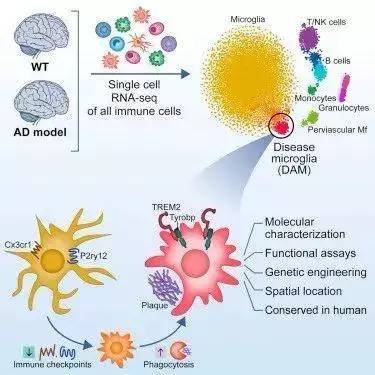 WT
AD model
Single cell
RNA-seq
of all immune cells
Microglia
T/NK cells
B cells
Monocytes
Granulocytes
Perviascular Mf
Disease
microglia
(DAM)
Cx3cr1
P2ry12
TREM2
Tyrobp
Plaque
Immune checkpoints
Phagocytosis
Molecular
characterization
Functional assays
Genetic engineering
Spatial location
Conserved in human